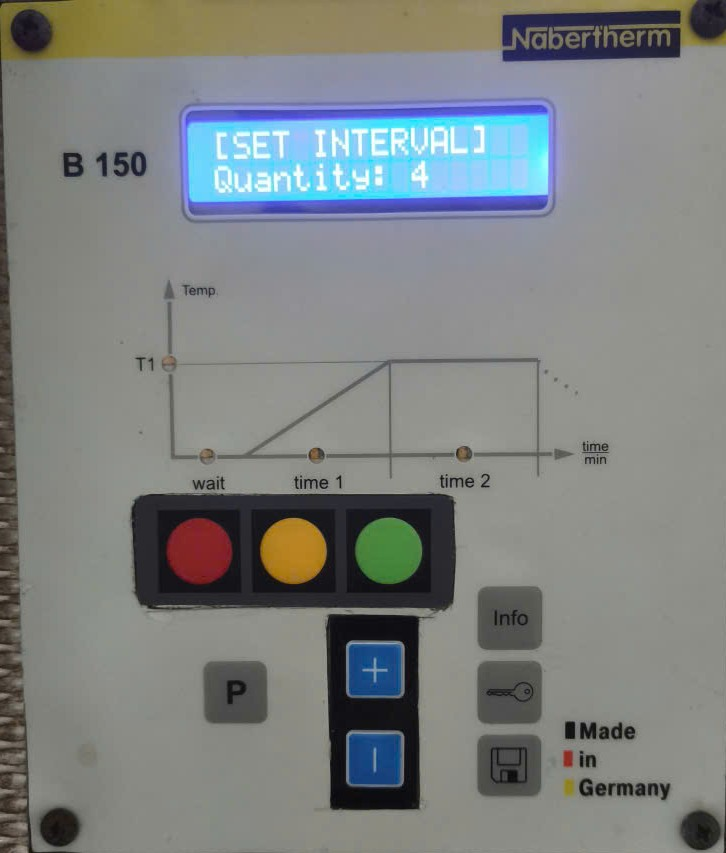 Nabertherm
B 150
[SET INTERVAL]
Quantity: 4
Temp.
T1
time
min
wait
time 1
time 2
Info
P
Made
in
Germany